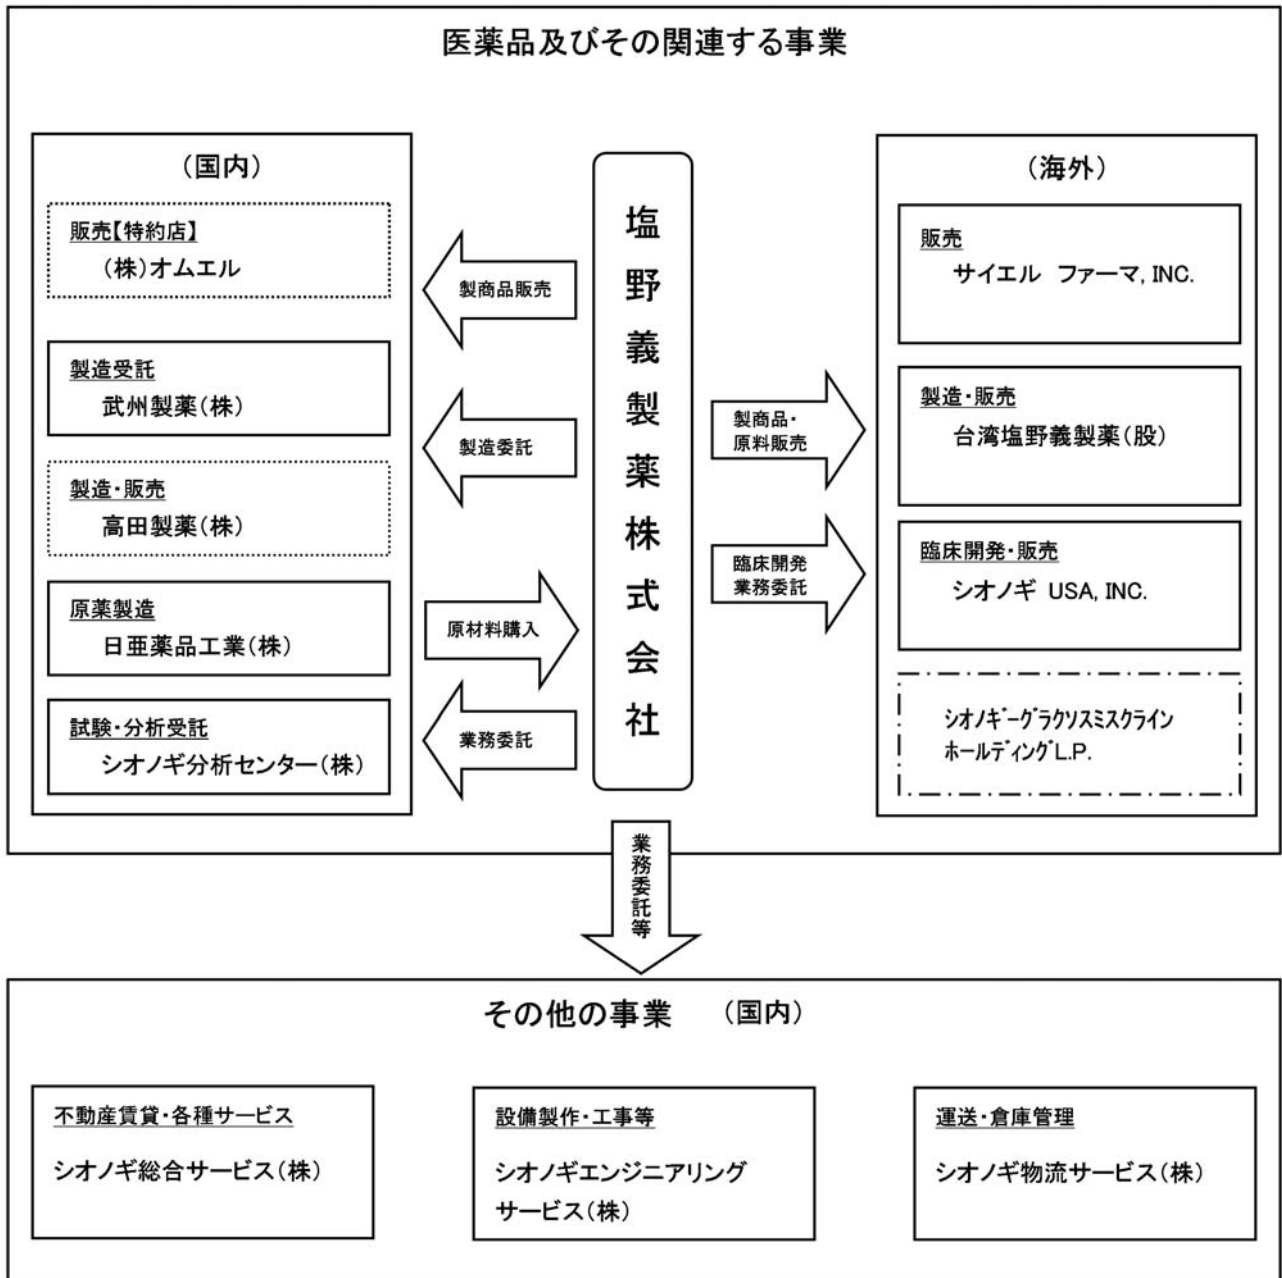 医薬品及びその関連する事業
（国内）
販売【特約店】
（株）オムエル
製造受託
武州製薬（株）
製造・販売
高田製薬（株）
原薬製造
日亜薬品工業（株）
試験・分析受託
シオノギ分析センター（株）
製商品販売
製造委託
原材料購入
業務委託
塩野義製薬株式会社
製商品・
原料販売
臨床開発
業務委託
（海外）
販売
サイエル ファーマ, INC.
製造・販売
台湾塩野義製薬（股）
臨床開発・販売
シオノギ USA, INC.
ｼｵﾉｷﾞｰｸﾞﾗｸｿｽﾐｽｸﾗｲﾝ
ﾎｰﾙﾃﾞｨﾝｸﾞL.P.
業務委託等
その他の事業 （国内）
不動産賃貸・各種サービス
シオノギ総合サービス（株）
設備製作・工事等
シオノギエンジニアリング
サービス（株）
運送・倉庫管理
シオノギ物流サービス（株）